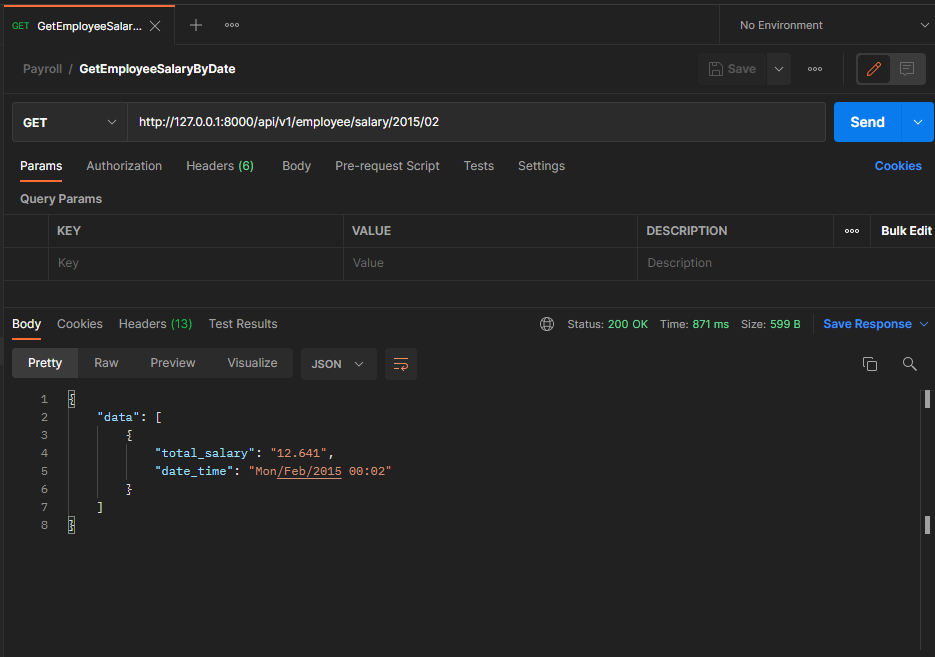 GET GetEmployeeSalar...
No Environment
Payroll / GetEmployeeSalaryByDate
Save
GET http://127.0.0.1:8000/api/v1/employee/salary/2015/02 Send
Params Authorization Headers (6) Body Pre-request Script Tests Settings Cookies
Query Params
KEY VALUE DESCRIPTION Bulk Edit
Key Value Description
Body Cookies Headers (13) Test Results Status: 200 OK Time: 871 ms Size: 599 B Save Response
Pretty Raw Preview Visualize JSON
1 {
2 "data": [
3 {
4 "total_salary": "12.641",
5 "date_time": "Mon/Feb/2015 00:02"
6 }
7 ]
8 }